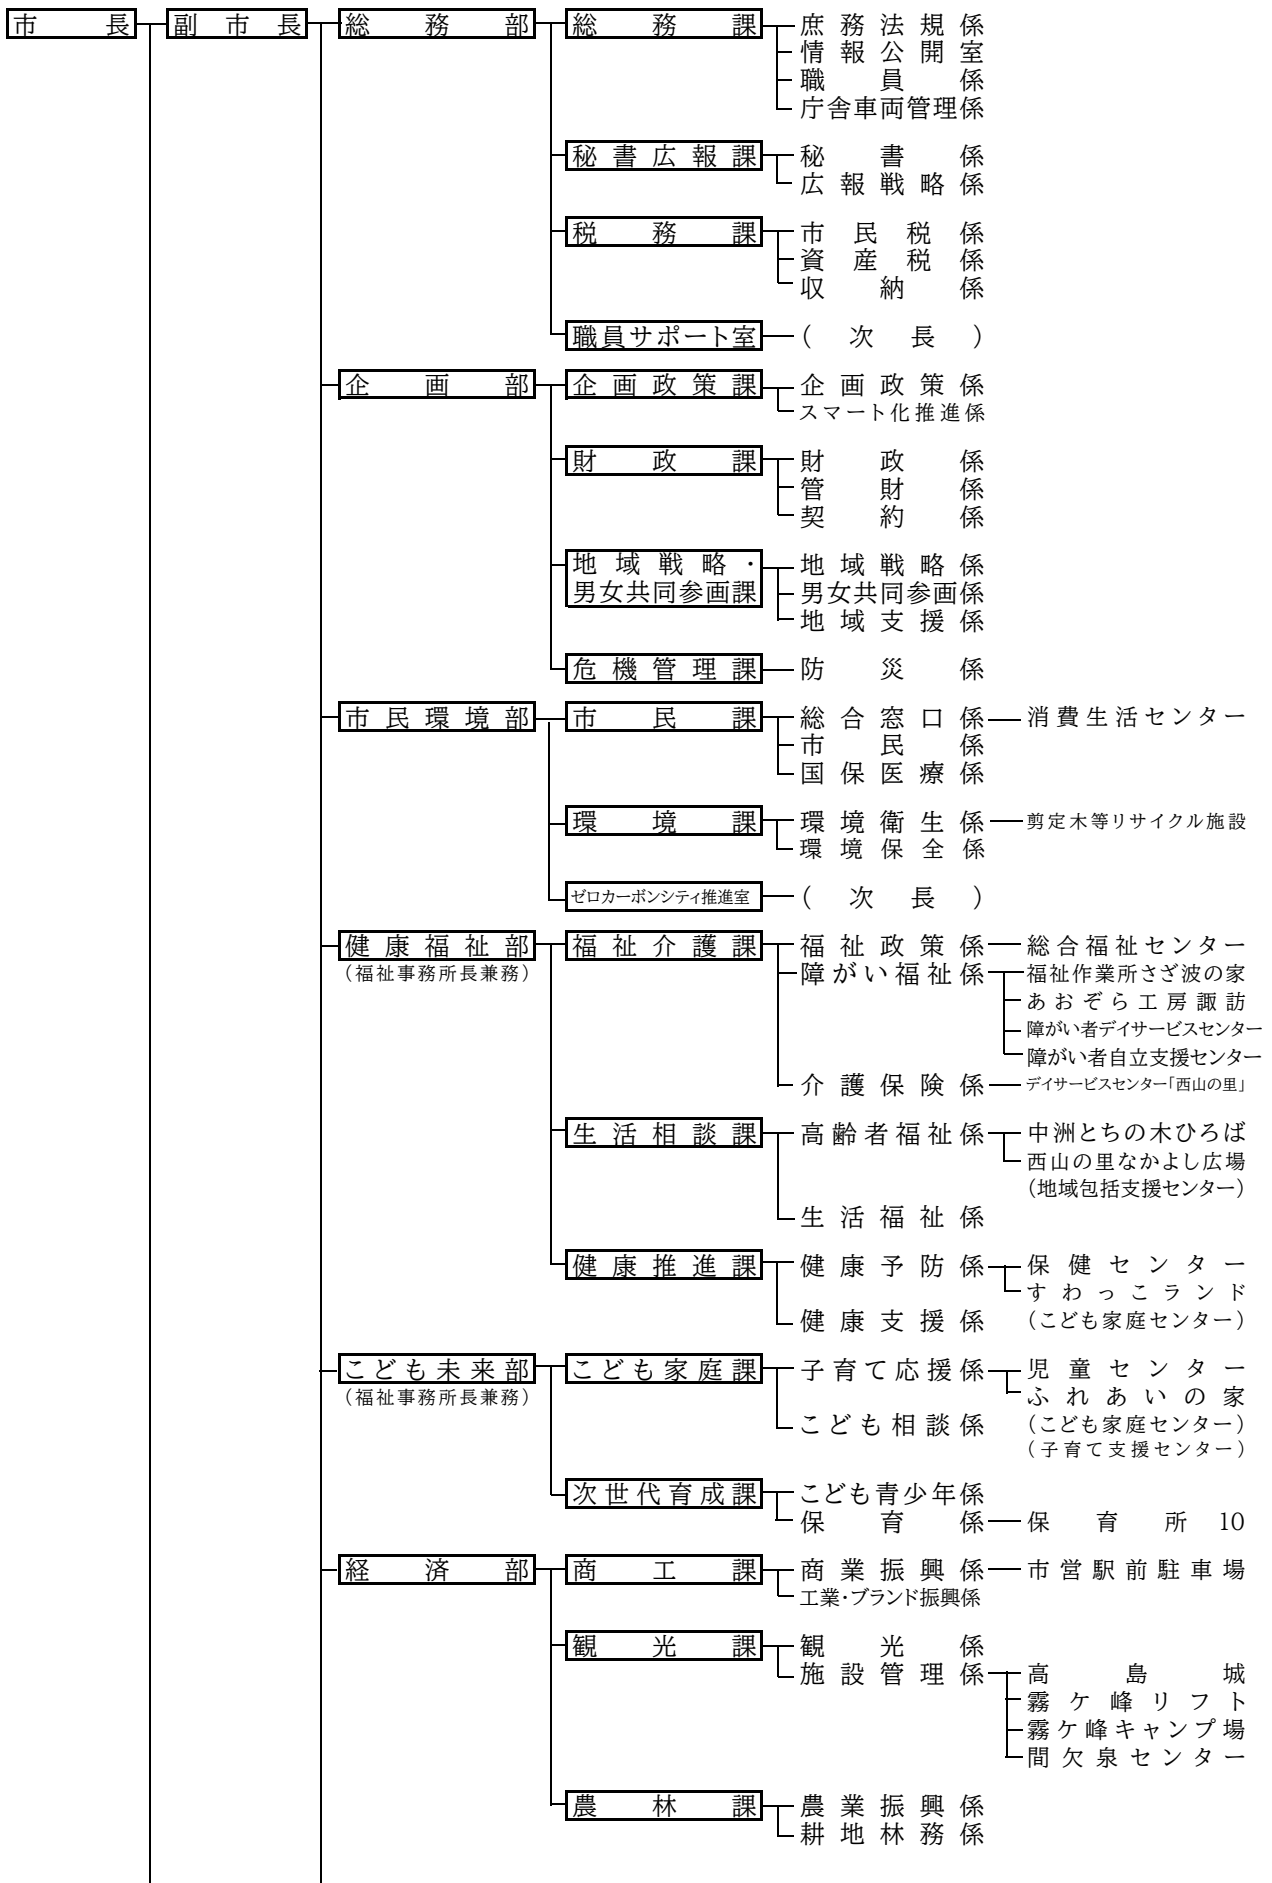 市長 副市長 総務部 総務課 庶務法規係
情報公開室
職員係
庁舎車両管理係
秘書広報課 秘書係
広報戦略係
税務課 市民税係
資産税係
収納係
職員サポート室 (次長)
企画部 企画政策課 企画政策係
スマート化推進係
財政課 財政係
管財係
契約係
地域戦略・ 地域戦略係
男女共同参画課 男女共同参画係
地域支援係
危機管理課 防災係
市民環境部 市民課 総合窓口係 消費生活センター
市民係
国保医療係
環境課 環境衛生係 剪定木等リサイクル施設
環境保全係
ゼロカーボンシティ推進室 (次長)
健康福祉部 福祉介護課 福祉政策係 総合福祉センター
(福祉事務所長兼務) 障がい福祉係 福祉作業所さざ波の家
あおぞら工房諏訪
障がい者デイサービスセンター
障がい者自立支援センター
介護保険係 デイサービスセンター「西山の里」
生活相談課 高齢者福祉係 中洲とちの木ひろば
西山の里なかよし広場
(地域包括支援センター)
生活福祉係
健康推進課 健康予防係 保健センター
すわっこランド
健康支援係 (こども家庭センター)
こども未来部 こども家庭課 子育て応援係 児童センター
(福祉事務所長兼務) ふれあいの家
こども相談係 (こども家庭センター)
(子育て支援センター)
次世代育成課 こども青少年係
保育係 保育所 10
経済部 商工課 商業振興係 市営駅前駐車場
工業・ブランド振興係
観光課 観光係
施設管理係 高島城
霧ケ峰リフト
霧ケ峰キャンプ場
間欠泉センター
農林課 農業振興係
耕地林務係